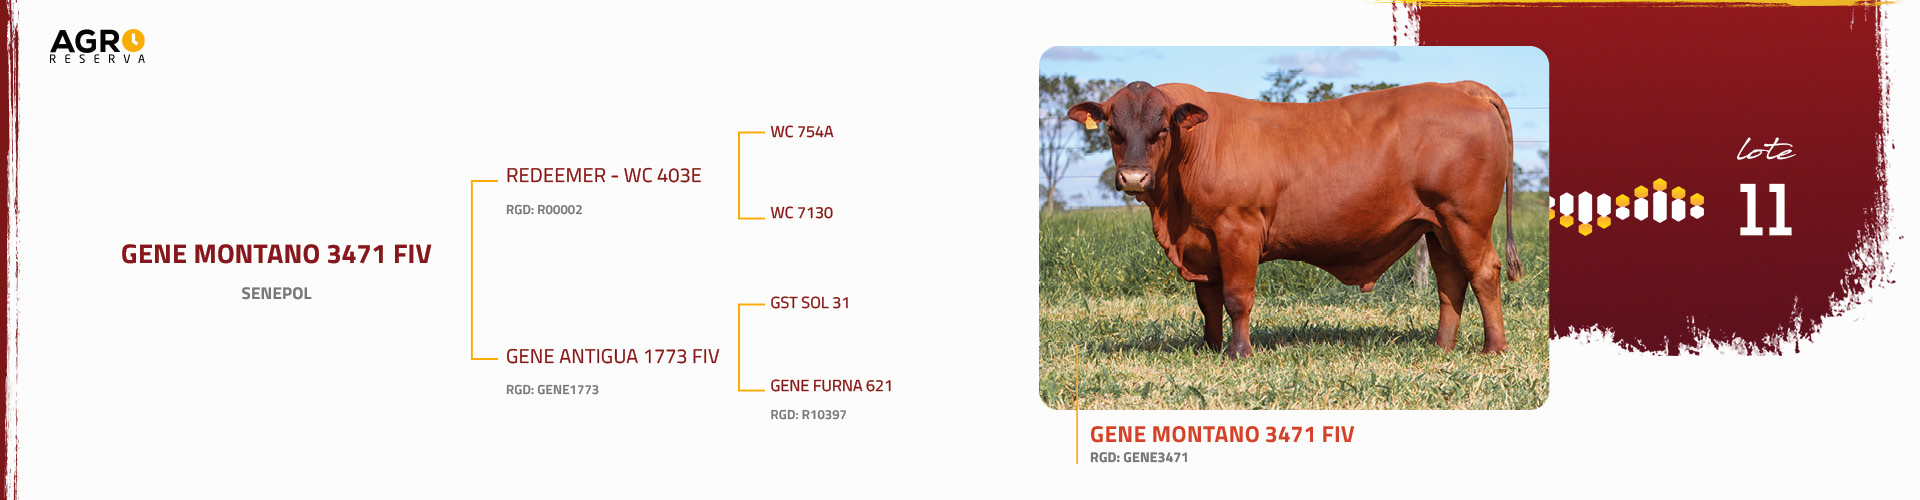 AGRO
RESERVA
GENE MONTANO 3471 FIV
SENEPOL
REDEEMER - WC 403E
RGD: R00002
GENE ANTIGUA 1773 FIV
RGD: GENE1773
WC 754A
WC 7130
GST SOL 31
GENE FURNA 621
RGD: R10397
lote
11
GENE MONTANO 3471 FIV
RGD: GENE3471